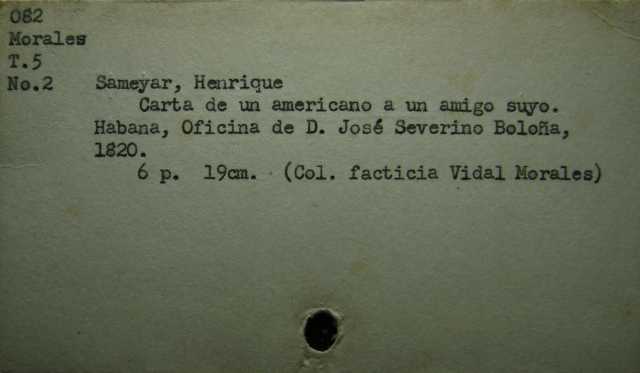 082
Morales
T.5
No.2 Sameyar, Henrique
Carta de un americano a un amigo suyo.
Habana, Oficina de D. José Severino Boloña,
1820.
6 p. 19cm. (Col. facticia Vidal Morales)